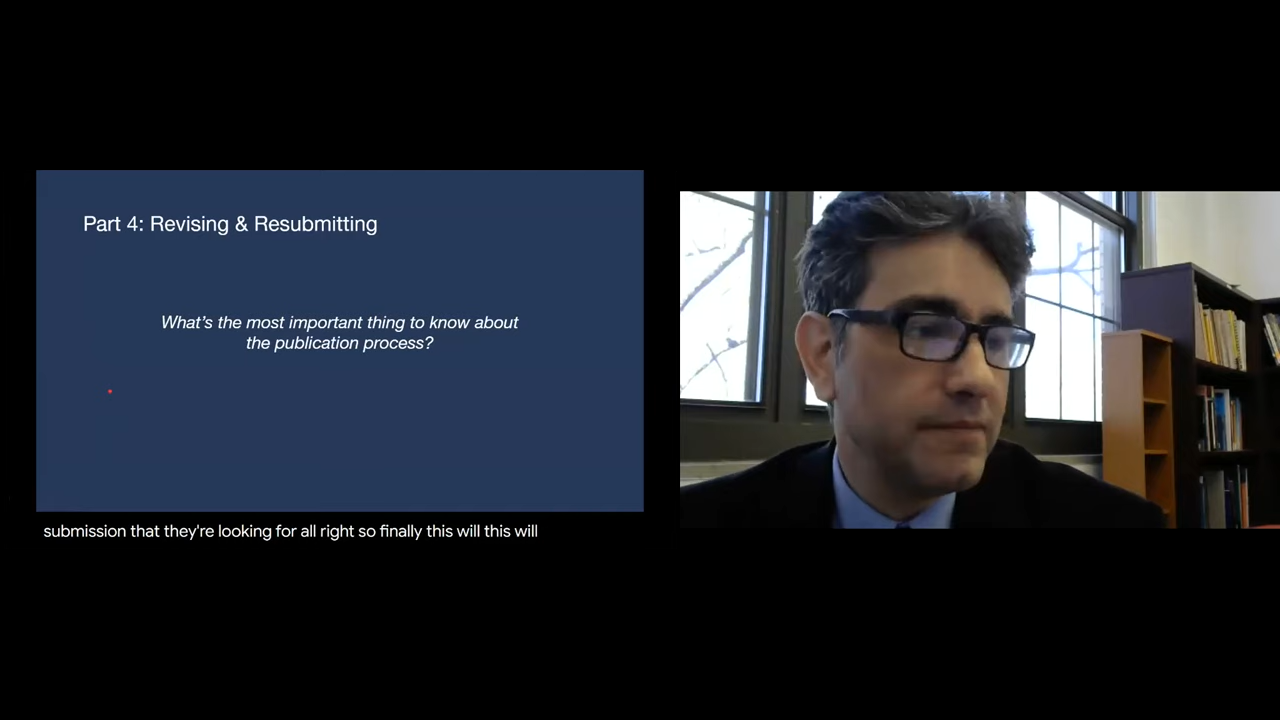 Part 4: Revising & Resubmitting
What's the most important thing to know about
the publication process?
submission that they're looking for all right so finally this will this will